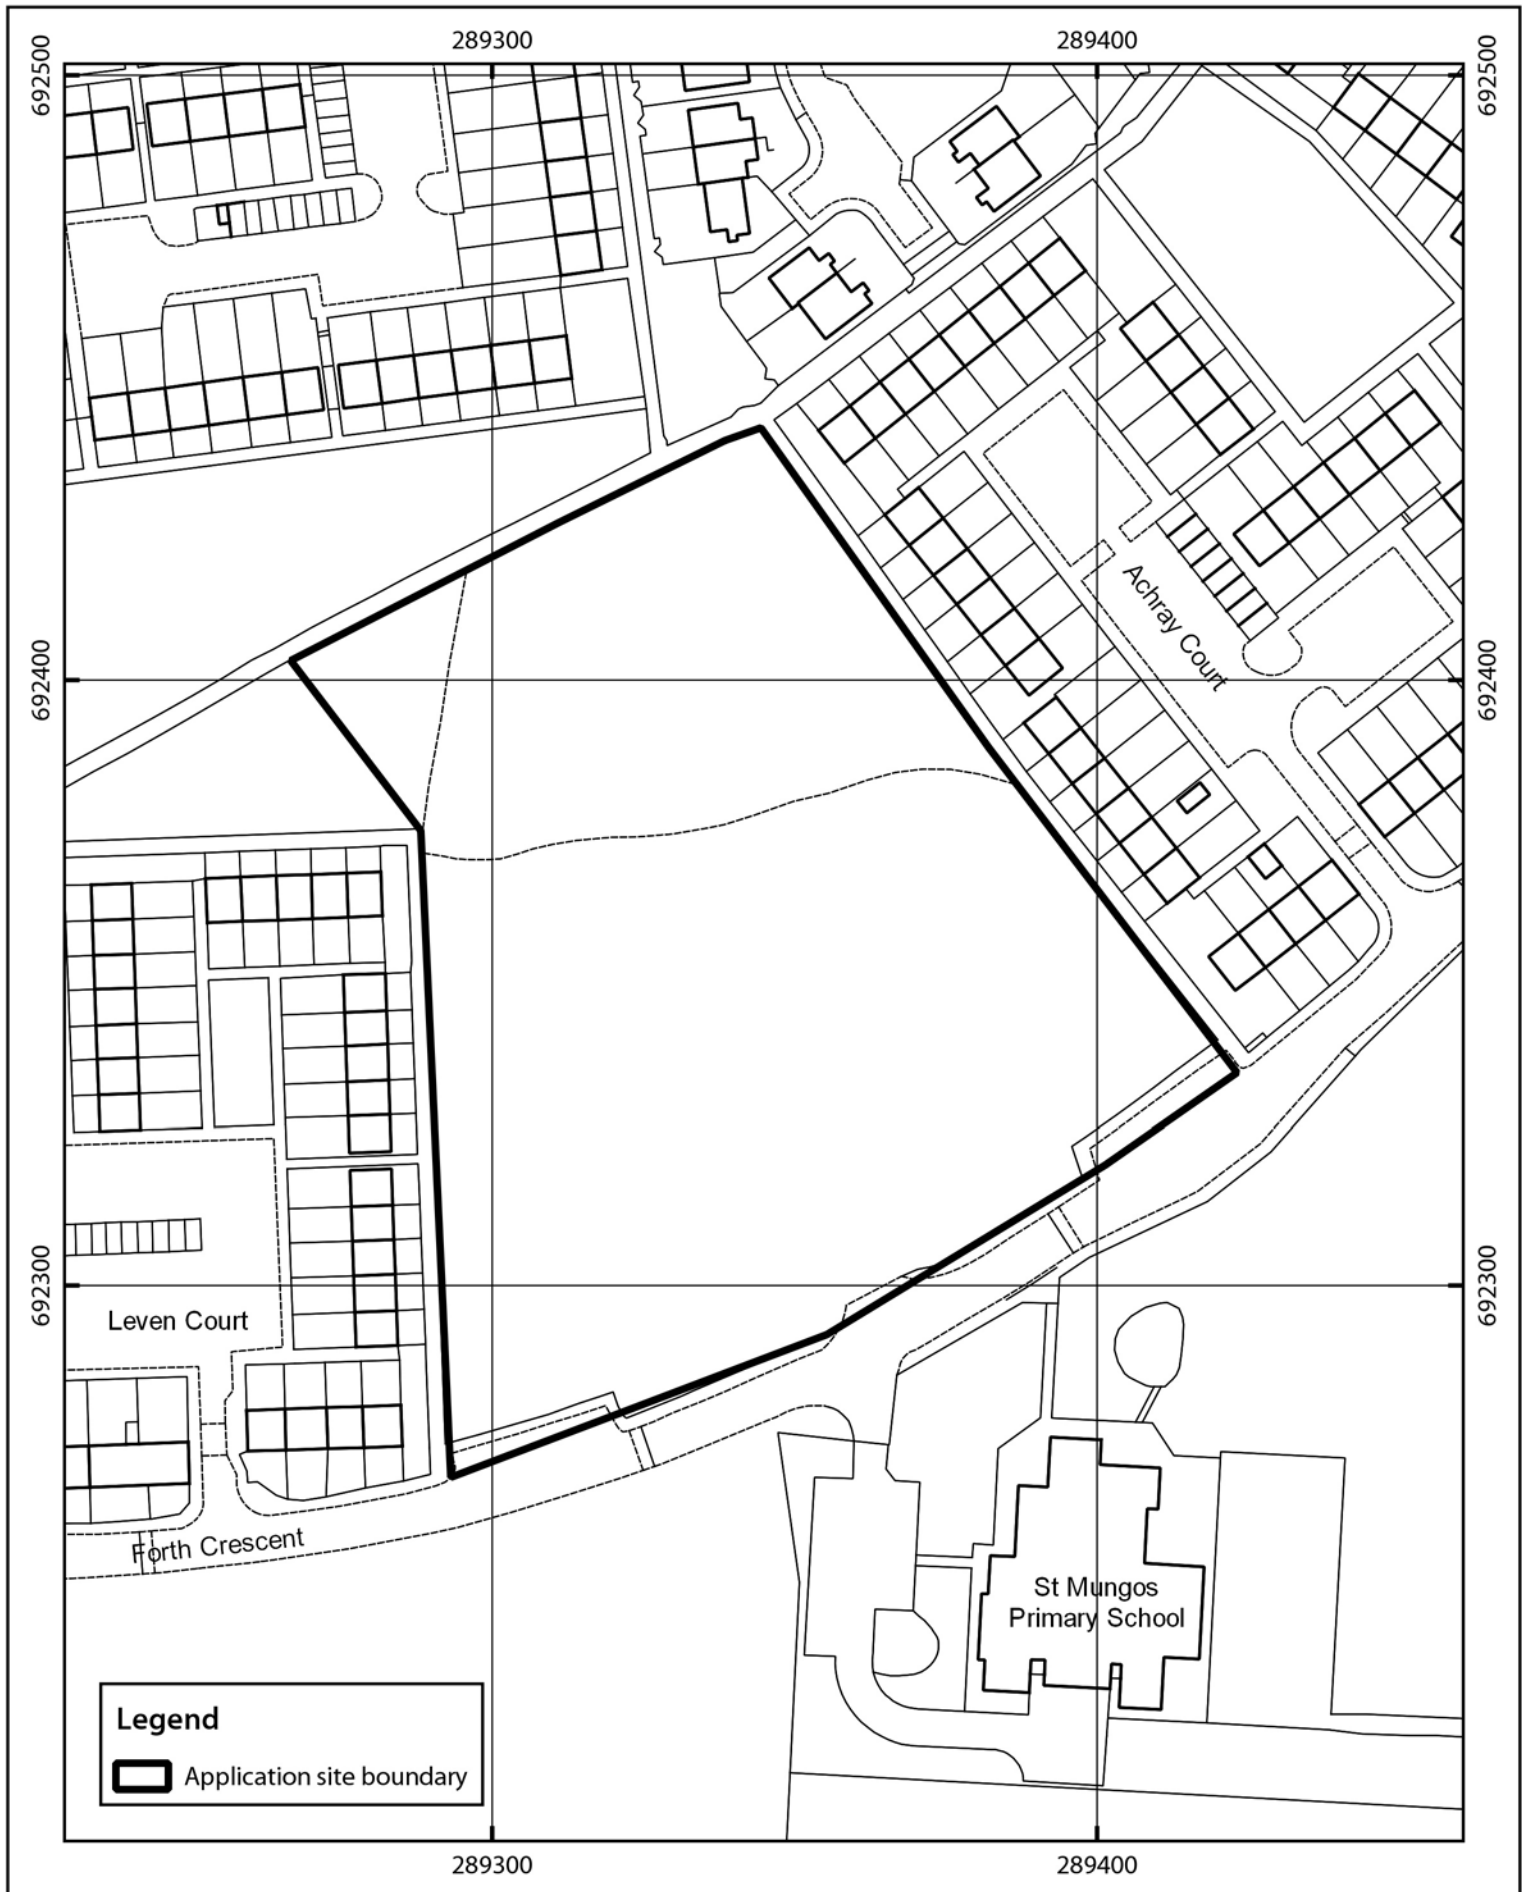 289300 289400
692500 692500
Achray Court
692400 692400
692300 692300
Leven Court
Forth Crescent
St Mungos
Primary School
Legend
Application site boundary
289300 289400